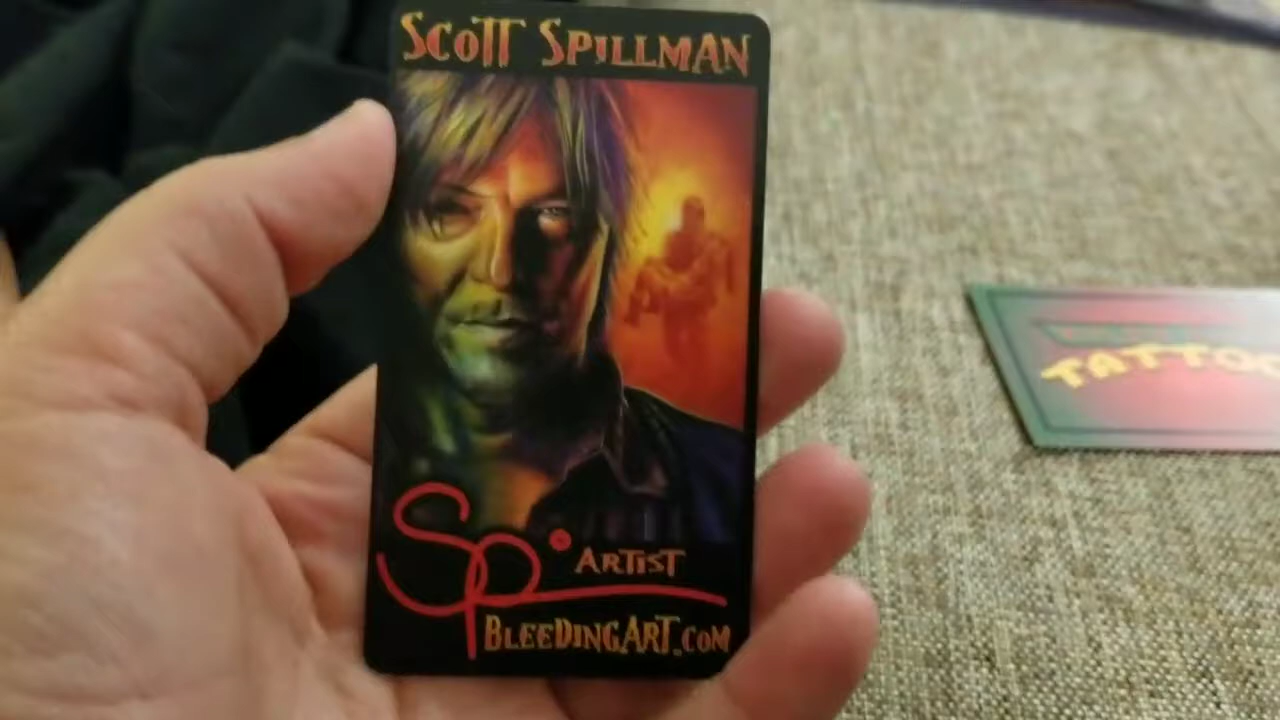 SCOTT SPILLMAN
Sp
ARTIST
BLEEDINGART.COM
TATTOO